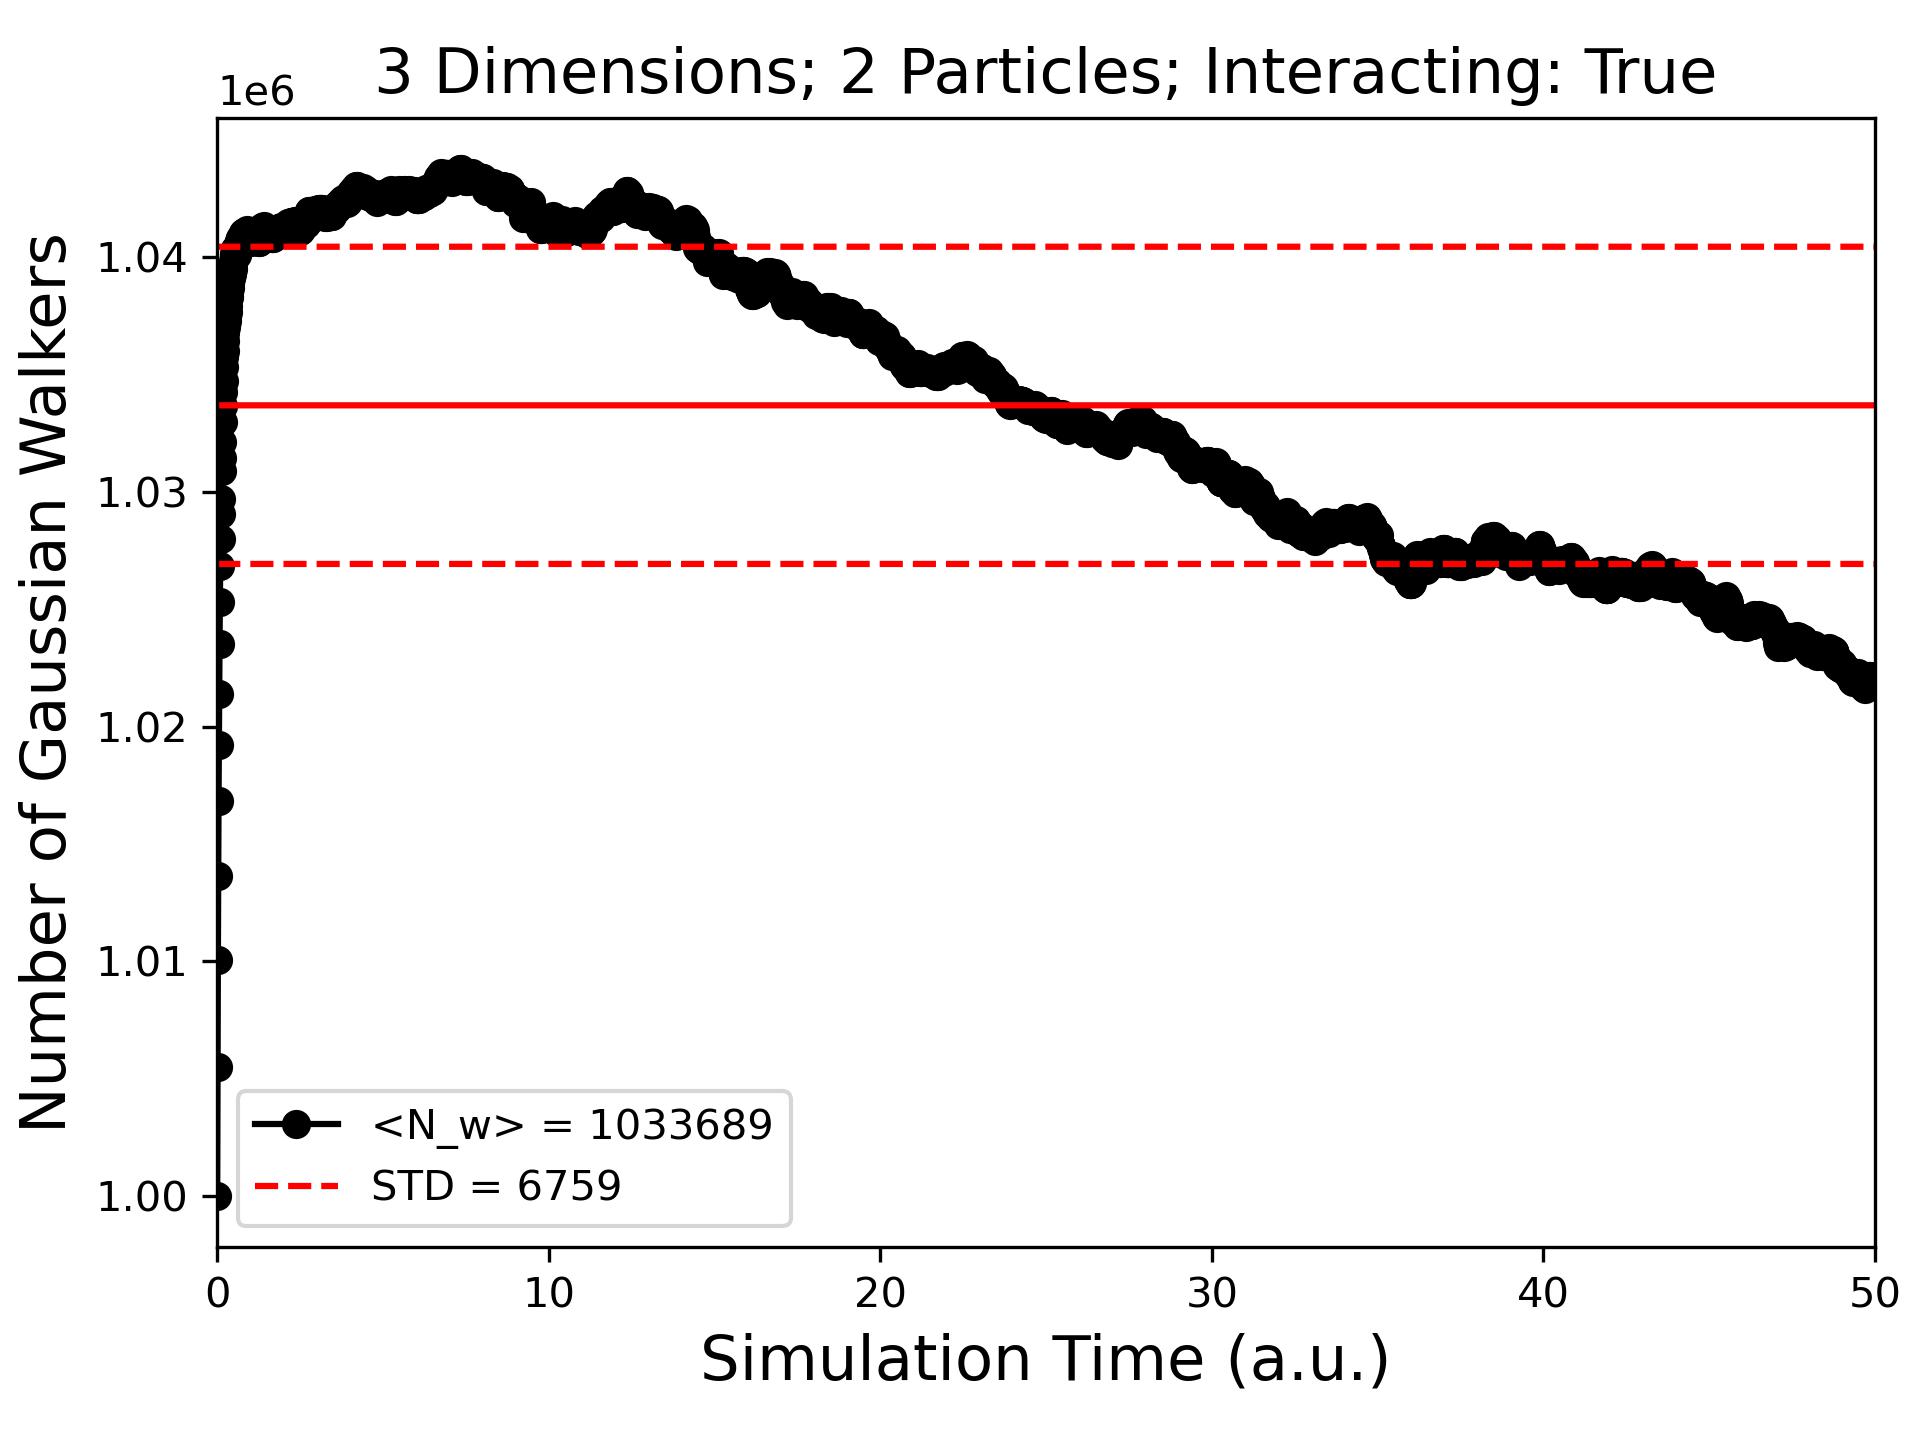 3 Dimensions; 2 Particles; Interacting: True
1e6
Number of Gaussian Walkers
1.04
1.03
1.02
1.01
1.00
<N_w> = 1033689
STD = 6759
0 10 20 30 40 50
Simulation Time (a.u.)